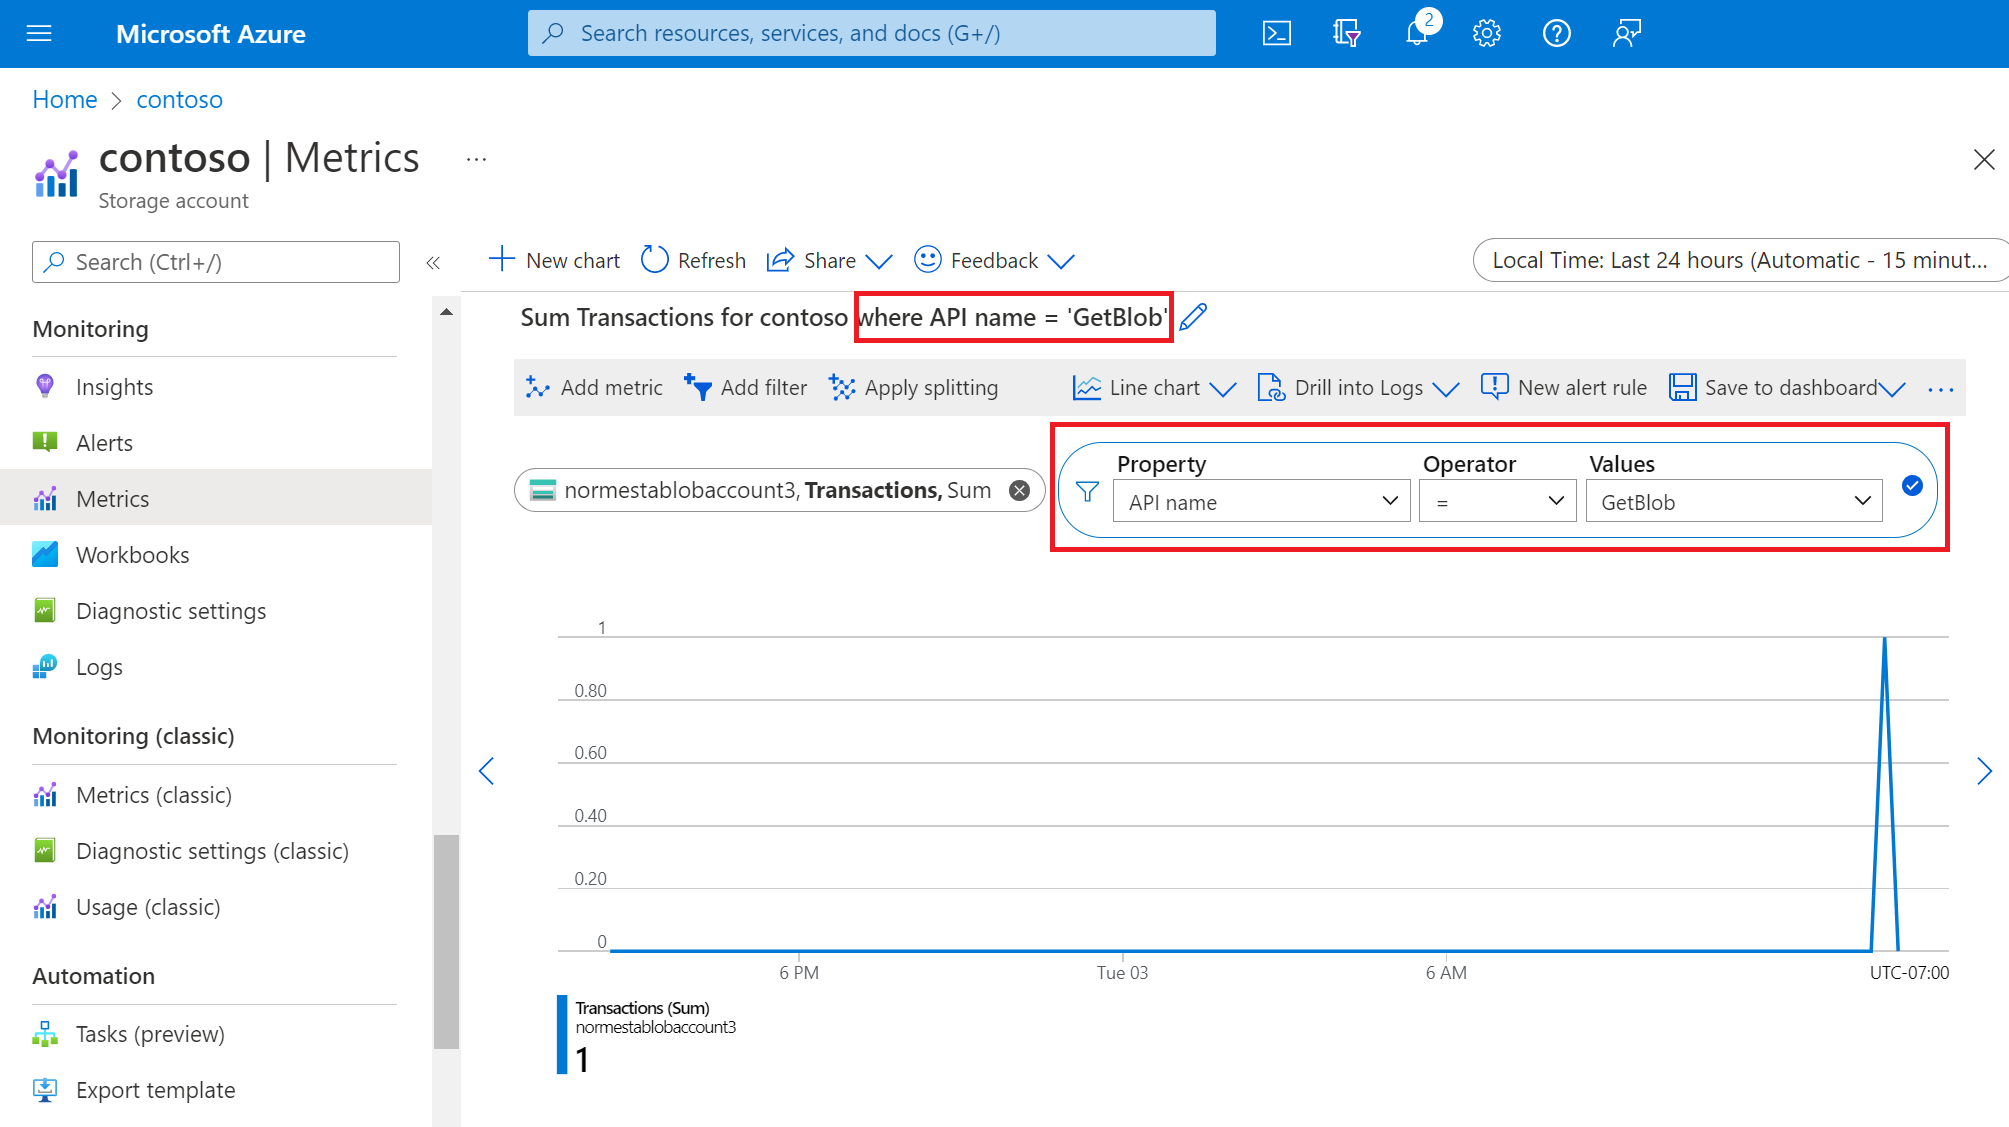 Microsoft Azure
Search resources, services, and docs (G+/)
2
Home > contoso
contoso | Metrics ...
Storage account
Search (Ctrl+/)
«
New chart
Refresh
Share
Feedback
Local Time: Last 24 hours (Automatic - 15 minut...
Monitoring
Insights
Alerts
Metrics
Workbooks
Diagnostic settings
Logs
Monitoring (classic)
Metrics (classic)
Diagnostic settings (classic)
Usage (classic)
Automation
Tasks (preview)
Export template
Sum Transactions for contoso where API name = 'GetBlob'
Add metric
Add filter
Apply splitting
Line chart
Drill into Logs
New alert rule
Save to dashboard
...
normestablobaccount3, Transactions, Sum
Property
Operator
Values
API name
=
GetBlob
1
0.80
0.60
0.40
0.20
0
6 PM
Tue 03
6 AM
UTC-07:00
Transactions (Sum)
normestablobaccount3
1